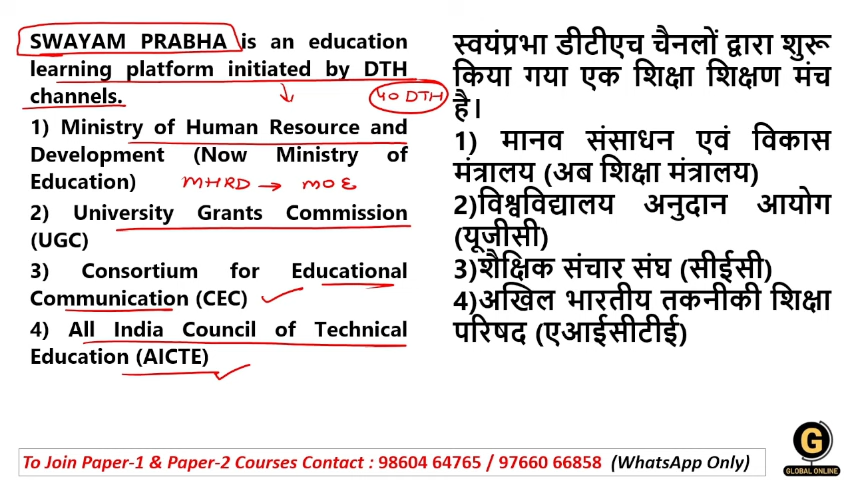 SWAYAM PRABHA is an education
learning platform initiated by DTH
channels.
40 DTH
1) Ministry of Human Resource and
Development (Now Ministry of
Education)
MHRD → MOE
2) University Grants Commission
(UGC)
3) Consortium for Educational
Communication (CEC)
4) All India Council of Technical
Education (AICTE)
स्वयंप्रभा डीटीएच चैनलों द्वारा शुरू
किया गया एक शिक्षा शिक्षण मंच
है।
1) मानव संसाधन एवं विकास
मंत्रालय (अब शिक्षा मंत्रालय)
2)विश्वविद्यालय अनुदान आयोग
(यूजीसी)
3)शैक्षिक संचार संघ (सीईसी)
4)अखिल भारतीय तकनीकी शिक्षा
परिषद (एआईसीटीई)
To Join Paper-1 & Paper-2 Courses Contact : 98604 64765 / 97660 66858 (WhatsApp Only)
G
GLOBAL ONLINE